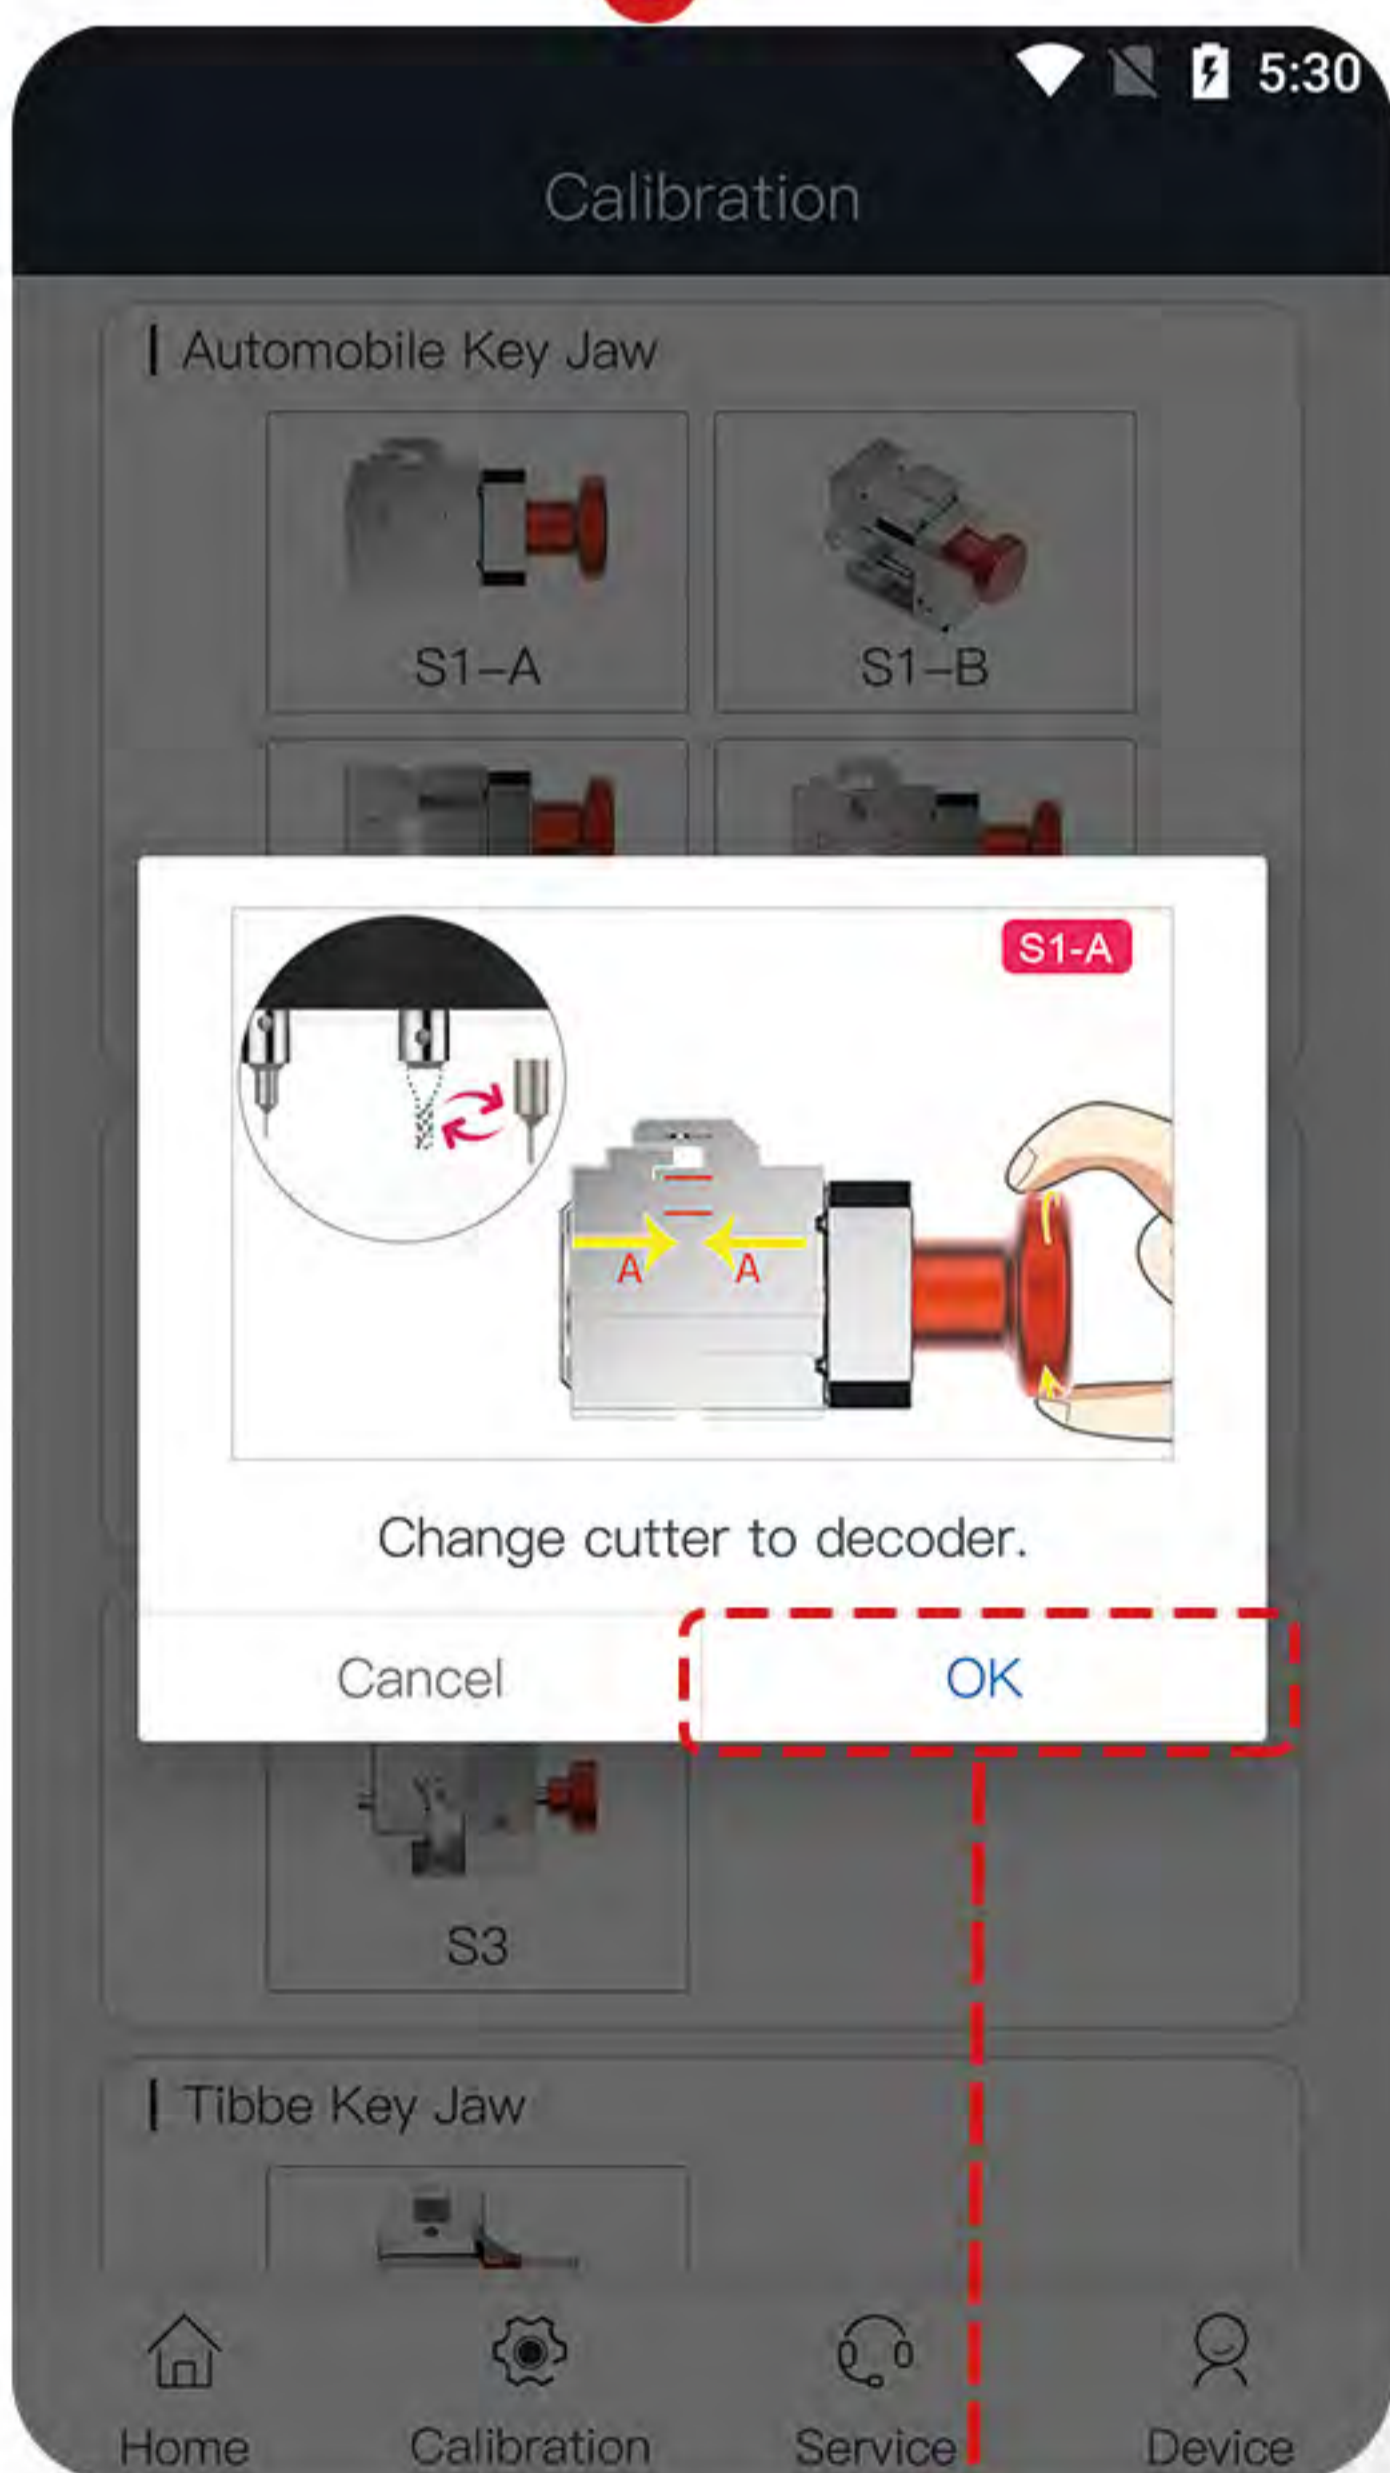 5:30
Calibration
Automobile Key Jaw
S1-A
S1-B
S1-A
A
A
Change cutter to decoder.
Cancel
OK
S3
Tibbe Key Jaw
Home
Calibration
Service
Device